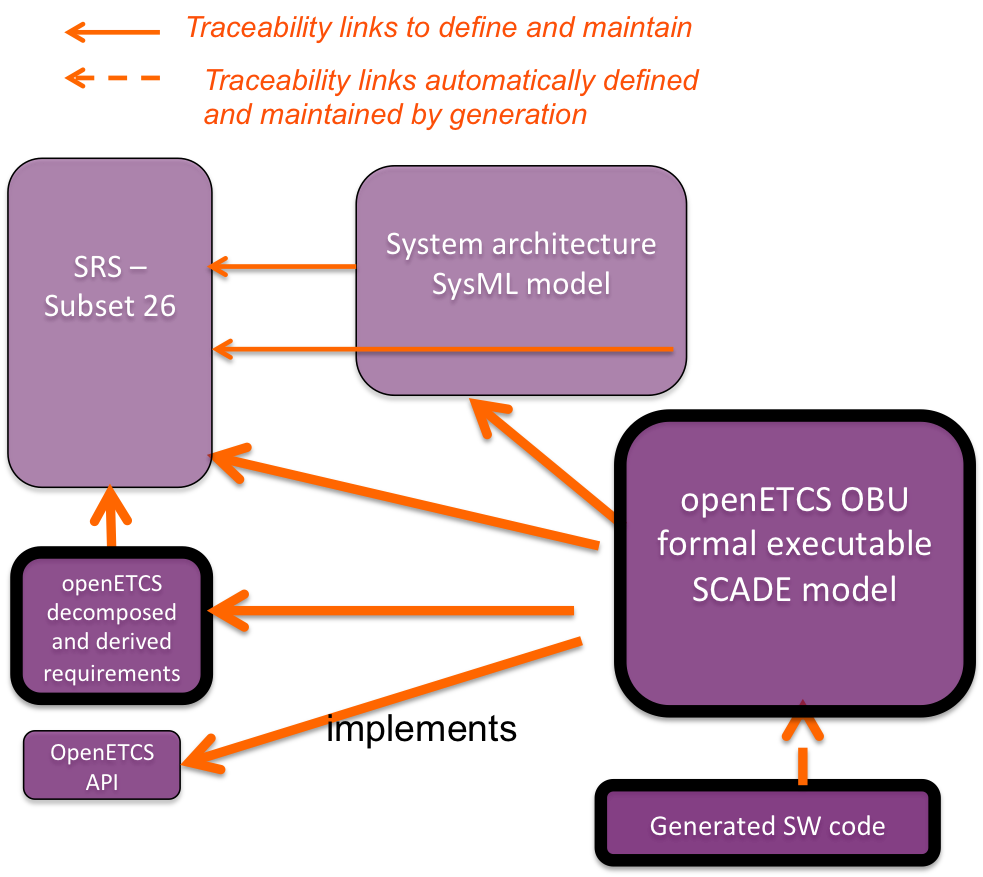 Traceability links to define and maintain
Traceability links automatically defined
and maintained by generation
SRS –
Subset 26
System architecture
SysML model
openETCS OBU
formal executable
SCADE model
openETCS
decomposed
and derived
requirements
implements
OpenETCS
API
Generated SW code